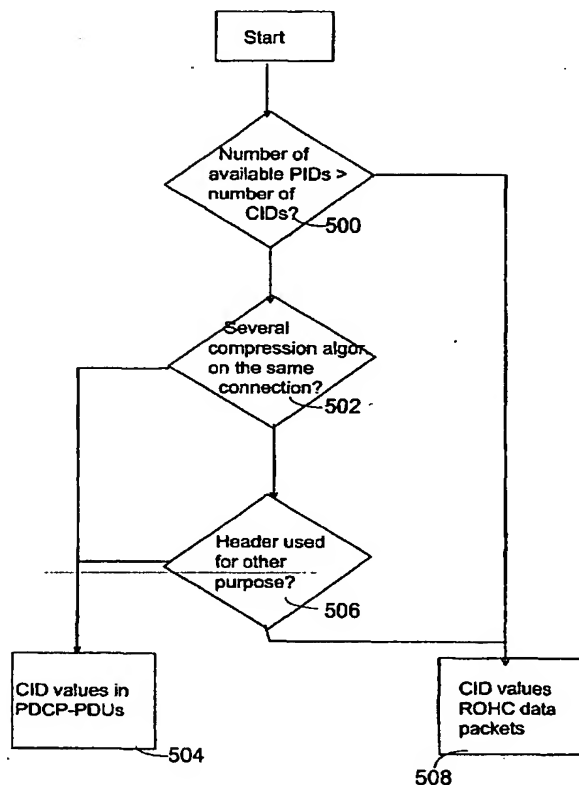 Start
Number of
available PIDs >
number of
CIDs?
500
Several
compression algor.
on the same
connection?
502
Header used
for other
purpose?
506
CID values in
PDCP-PDUs
504
CID values
ROHC data
packets
508